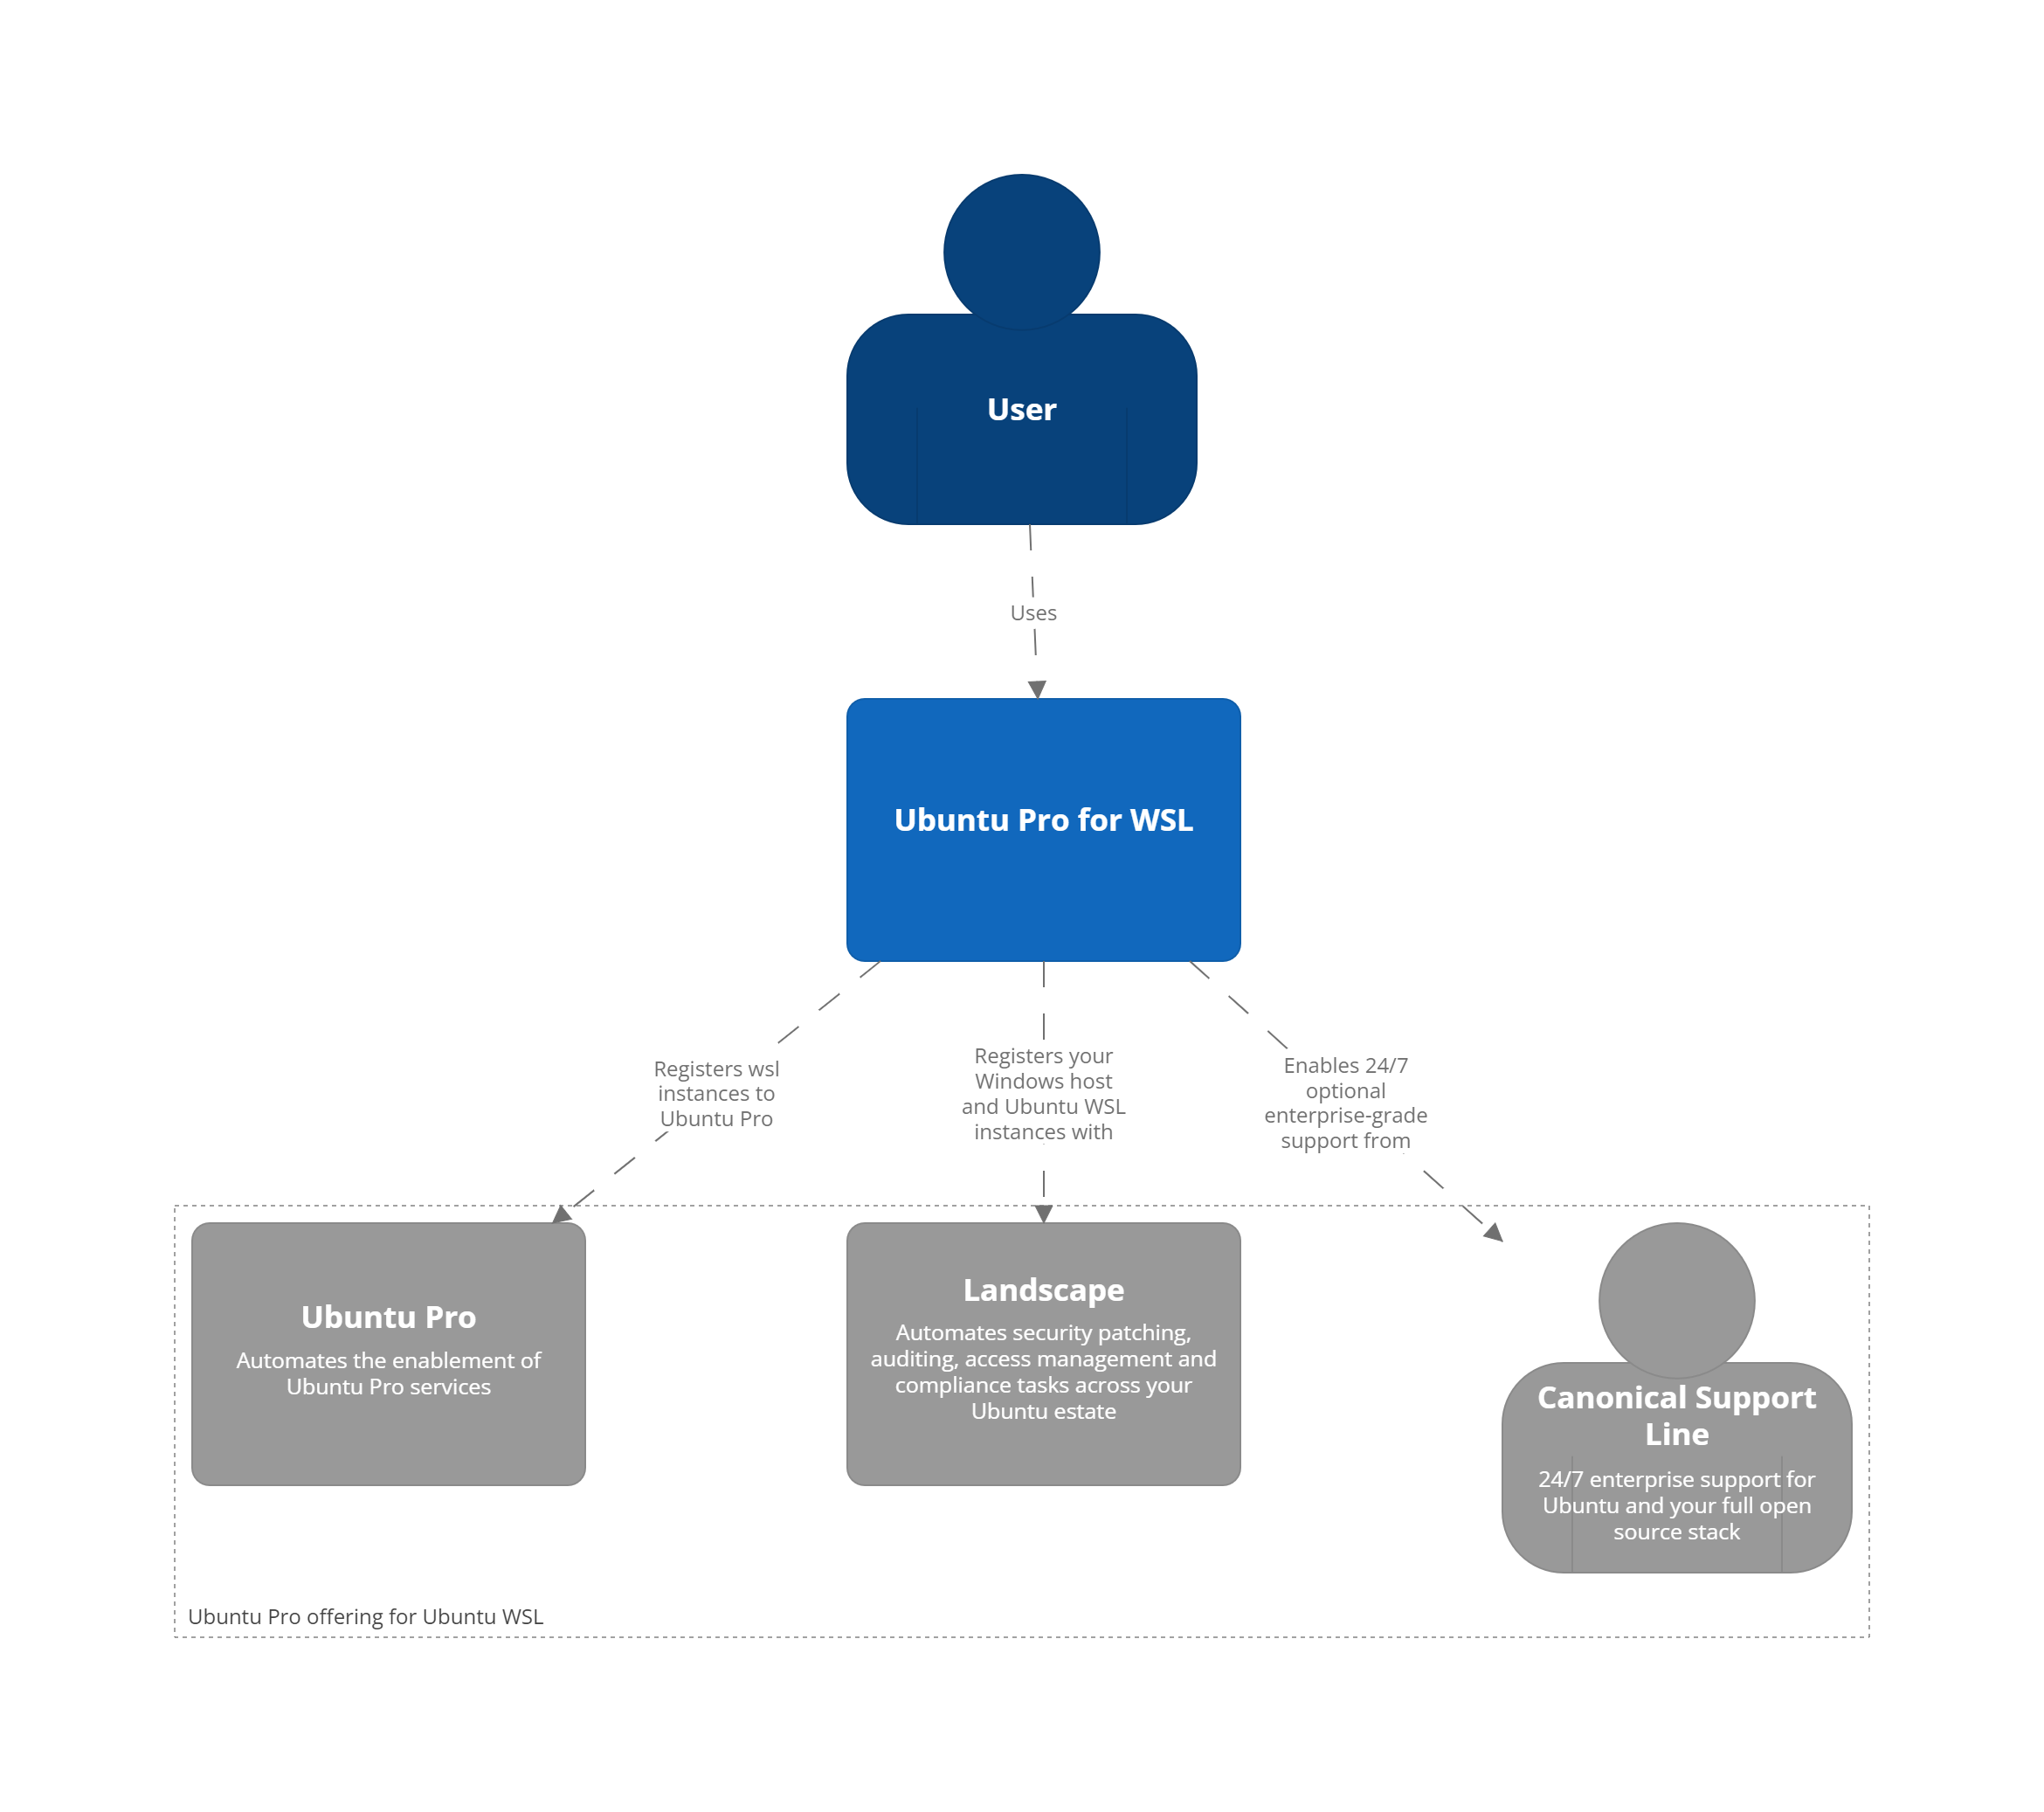 User
Uses
Ubuntu Pro for WSL
Registers wsl
instances to
Ubuntu Pro
Registers your
Windows host
and Ubuntu WSL
instances with
Enables 24/7
optional
enterprise-grade
support from
Ubuntu Pro
Automates the enablement of
Ubuntu Pro services
Landscape
Automates security patching,
auditing, access management and
compliance tasks across your
Ubuntu estate
Canonical Support
Line
24/7 enterprise support for
Ubuntu and your full open
source stack
Ubuntu Pro offering for Ubuntu WSL